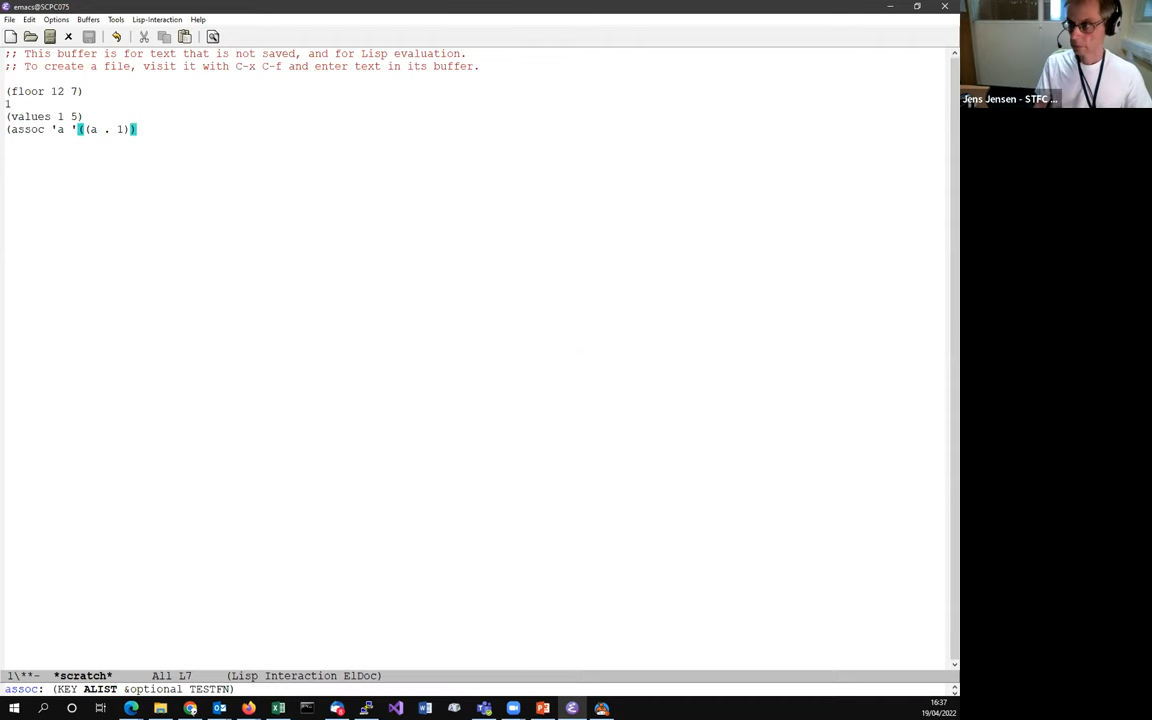 emacs@SCPC075
File Edit Options Buffers Tools Lisp-Interaction Help
;; This buffer is for text that is not saved, and for Lisp evaluation.
;; To create a file, visit it with C-x C-f and enter text in its buffer.
(floor 12 7)
1
(values 1 5)
(assoc 'a '((a . 1))
1\**- *scratch* All L7 (Lisp Interaction ElDoc)
assoc: (KEY ALIST &optional TESTFN)
Jens Jensen - STFC ...
16:37
19/04/2022